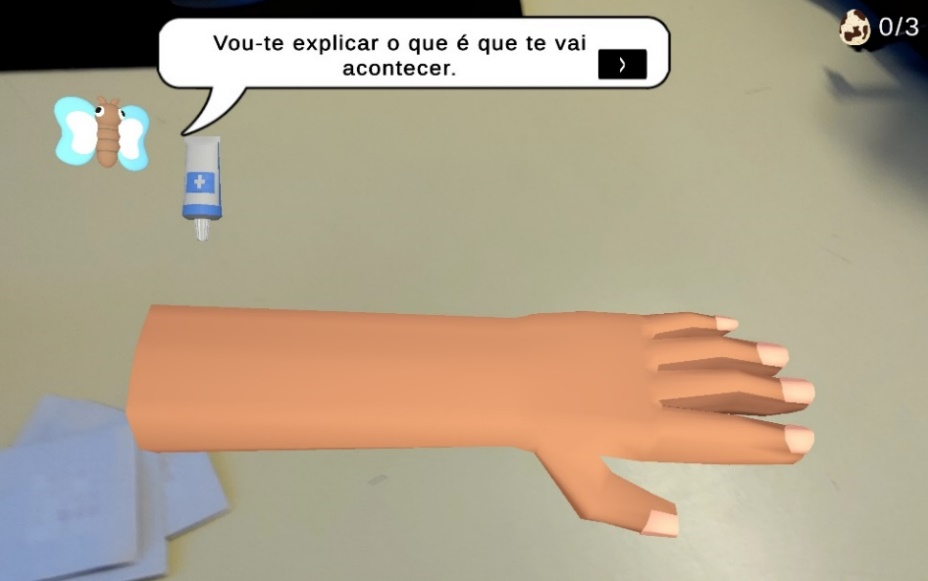 Vou-te explicar o que é que te vai
acontecer.
0/3